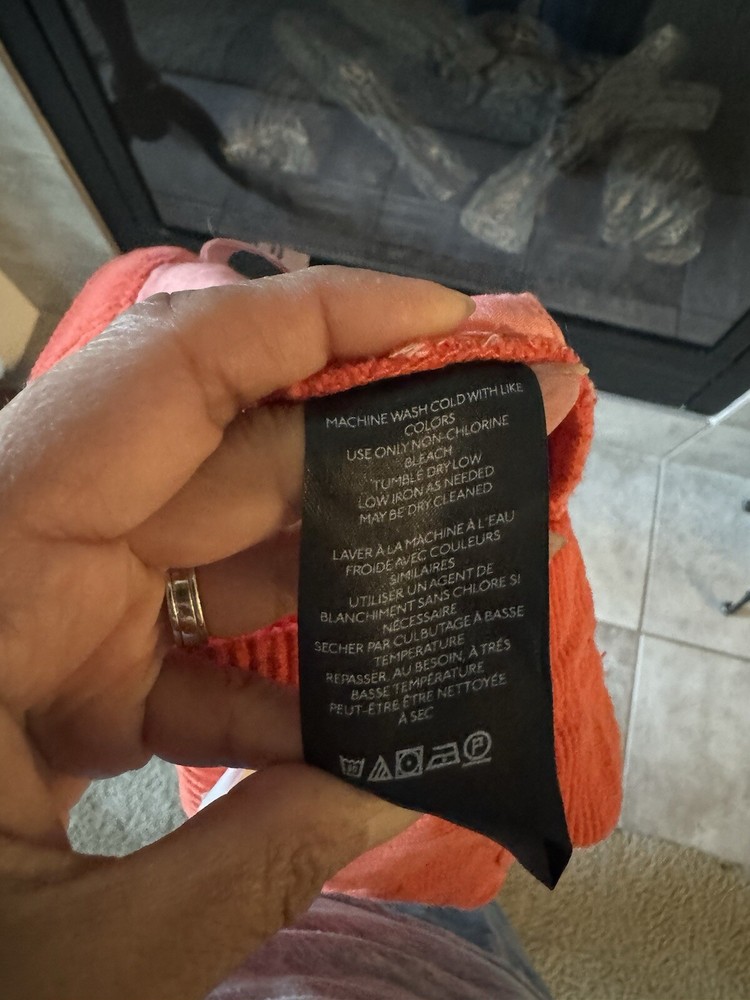 MACHINE WASH COLD WITH LIKE
COLORS
USE ONLY NON-CHLORINE
BLEACH
TUMBLE DRY LOW
LOW IRON AS NEEDED
MAY BE DRY CLEANED
LAVER À LA MACHINE À L'EAU
FROIDE AVEC COULEURS
SIMILAIRES
UTILISER UN AGENT DE
BLANCHIMENT SANS CHLORE SI
NÉCESSAIRE
SECHER PAR CULBUTAGE À BASSE
TEMPERATURE
REPASSER, AU BESOIN, À TRÉS
BASSE TEMPÉRATURE
PEUT-ÊTRE ÊTRE NETTOYÉE
À SEC
P